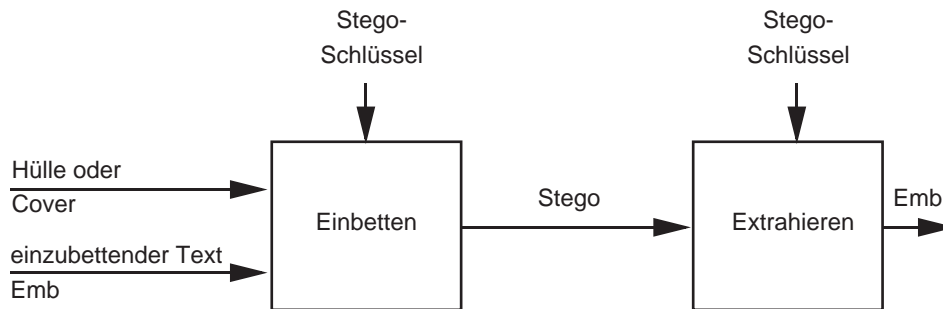 Stego-
Schlüssel
Stego-
Schlüssel
Hülle oder
Cover
einzubettender Text
Emb
Einbetten
Stego
Extrahieren
Emb